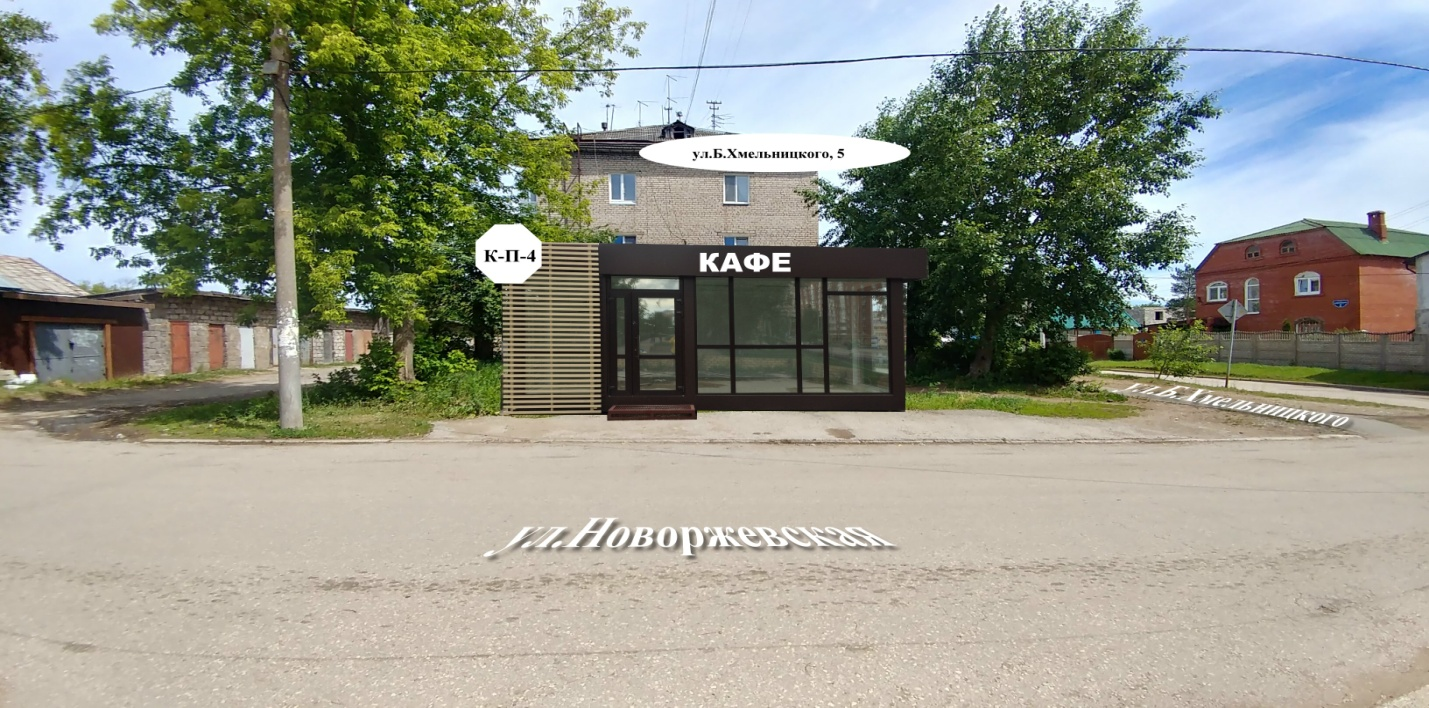 ул.Б.Хмельницкого, 5
К-П-4
КАФЕ
ул.Б.Хмельницкого
ул.Новоржевская